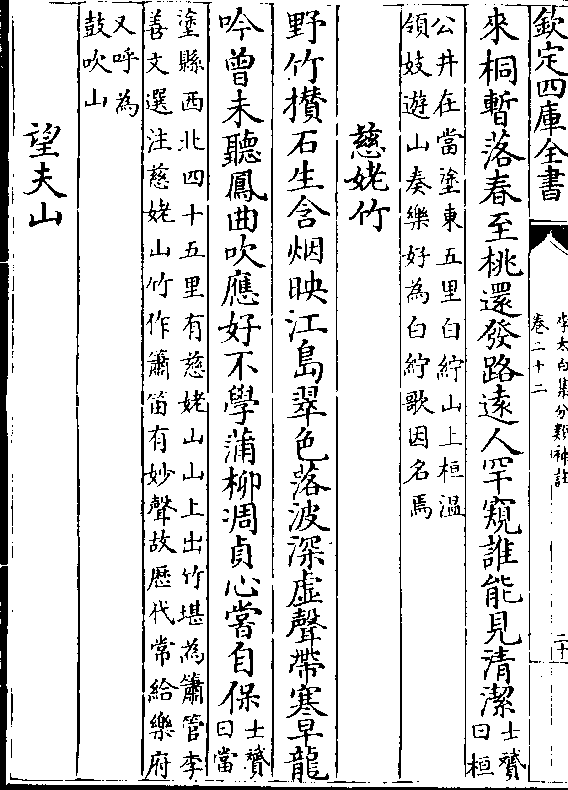 欽定四庫全書
李太白集分類補註
卷二十二
二十
來桐暫落春至桃還發路遠人罕窺誰能見清潔士贇
曰桓
公井在當塗東五里白紵山上桓溫
領妓遊山奏樂好為白紵歌因名焉
慈姥竹
野竹攅石生含烟映江島翠色落波深虛聲帶寒早龍
吟曾未聽鳳曲吹應好不學蒲柳凋貞心嘗自保士贇
曰當
塗縣西北四十五里有慈姥山山上出竹堪為簫管李
善文選注慈姥山竹作簫笛有妙聲故歴代常給樂府
又呼為
鼓吹山
望夫山